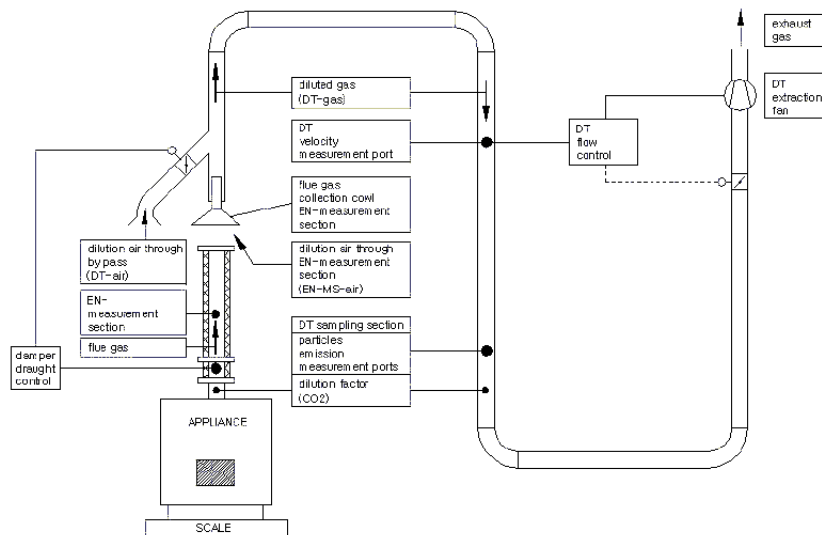 exhaust
gas
diluted gas
(DT-gas)
DT
extraction
fan
DT
velocity
measurement port
DT
flow
control
flue gas
collection cowl
EN-measurement
section
dilution air through
by pass
(DT-air)
dilution air through
EN-measurement
section
(EN-MS-air)
EN-
measurement
section
DT sampling section
flue gas
particles
emission
measurement ports
damper
draught
control
dilution factor
(CO2)
APPLIANCE
SCALE